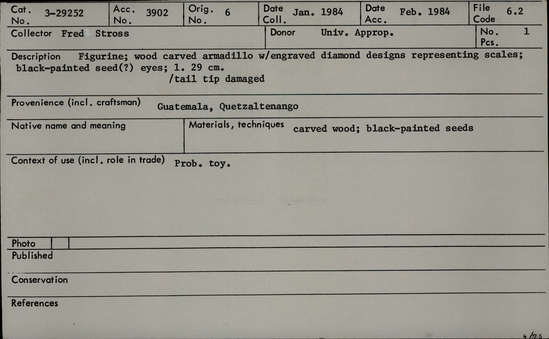 Cat. No. 3-29252 Acc. No. 3902 Orig. No. 6 Date Coll. Jan. 1984 Date Acc. Feb. 1984 File Code 6.2
Collector Fred Stross Donor Univ. Approp. No. Pcs. 1
Description Figurine; wood carved armadillo w/engraved diamond designs representing scales;
black-painted seed(?) eyes; l. 29 cm.
/tail tip damaged
Provenience (incl. craftsman) Guatemala, Quetzaltenango
Native name and meaning Materials, techniques carved wood; black-painted seeds
Context of use (incl. role in trade) Prob. toy.
Photo
Published
Conservation
References